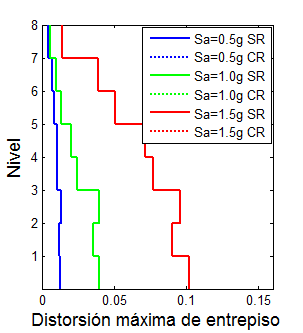 8
7
6
5
4
3
2
1
0
0.05
0.1
0.15
Nivel
Distorsión máxima de entrepiso
Sa=0.5g SR
Sa=0.5g CR
Sa=1.0g SR
Sa=1.0g CR
Sa=1.5g SR
Sa=1.5g CR